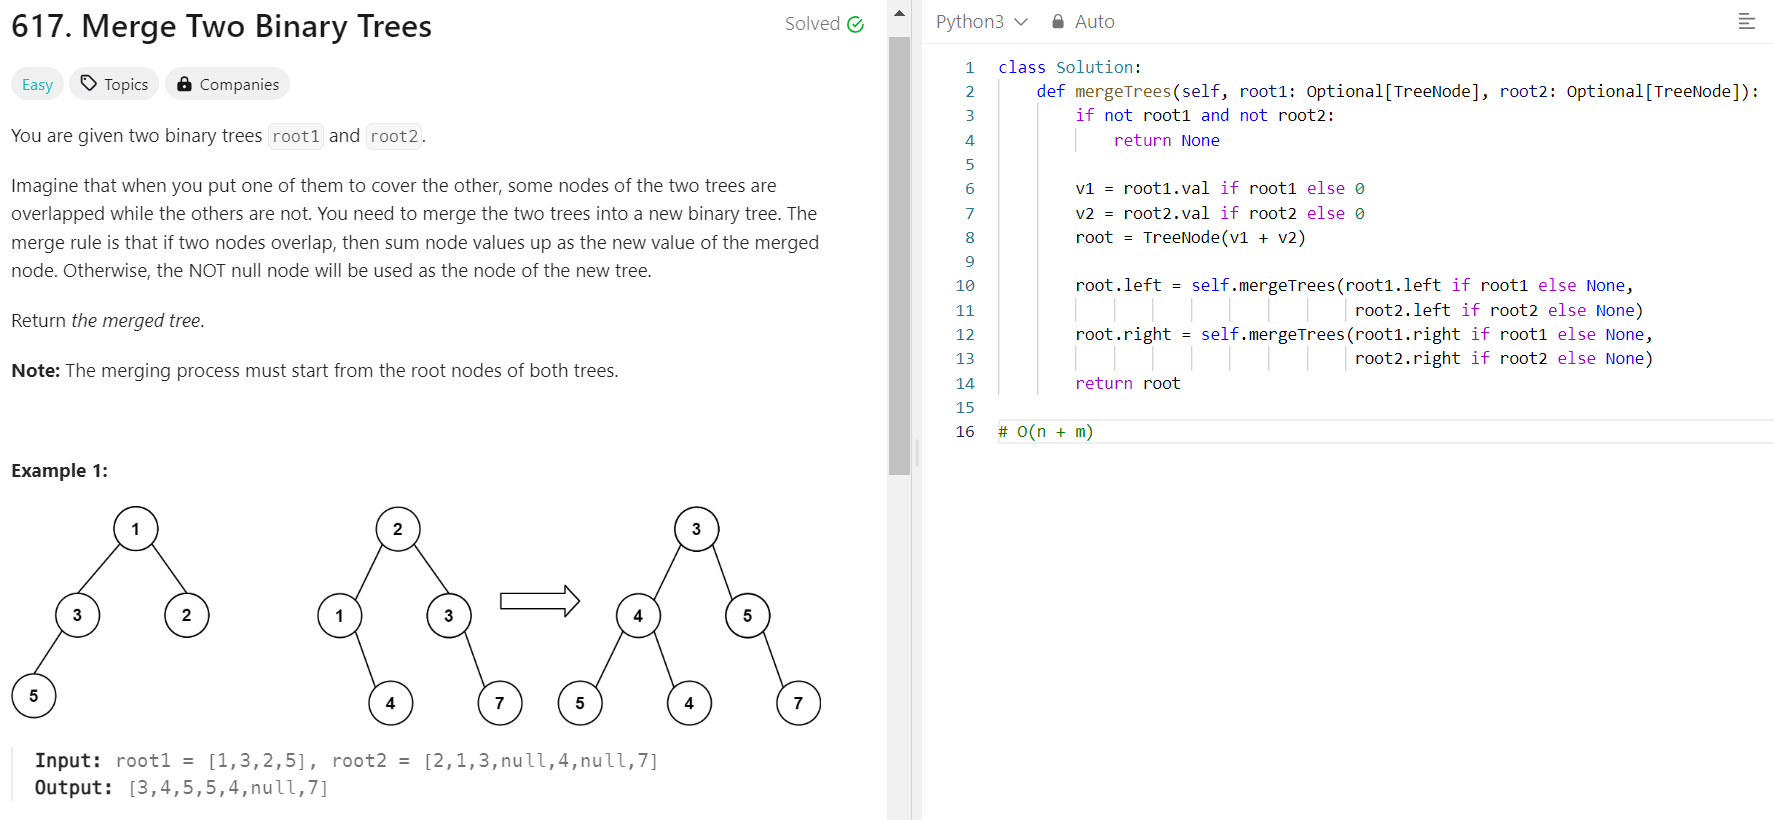 617. Merge Two Binary Trees
Solved
Easy
Topics
Companies
You are given two binary trees root1 and root2.
Imagine that when you put one of them to cover the other, some nodes of the two trees are
overlapped while the others are not. You need to merge the two trees into a new binary tree. The
merge rule is that if two nodes overlap, then sum node values up as the new value of the merged
node. Otherwise, the NOT null node will be used as the node of the new tree.
Return the merged tree.
Note: The merging process must start from the root nodes of both trees.
Example 1:
1
2
3
3
2
1
3
4
5
5
4
7
5
4
7
Input: root1 = [1,3,2,5], root2 = [2,1,3,null,4,null,7]
Output: [3,4,5,5,4,null,7]
Python3
Auto
1 class Solution:
2 def mergeTrees(self, root1: Optional[TreeNode], root2: Optional[TreeNode]):
3 if not root1 and not root2:
4 return None
5
6 v1 = root1.val if root1 else 0
7 v2 = root2.val if root2 else 0
8 root = TreeNode(v1 + v2)
9
10 root.left = self.mergeTrees(root1.left if root1 else None,
11 root2.left if root2 else None)
12 root.right = self.mergeTrees(root1.right if root1 else None,
13 root2.right if root2 else None)
14 return root
15
16 # O(n + m)